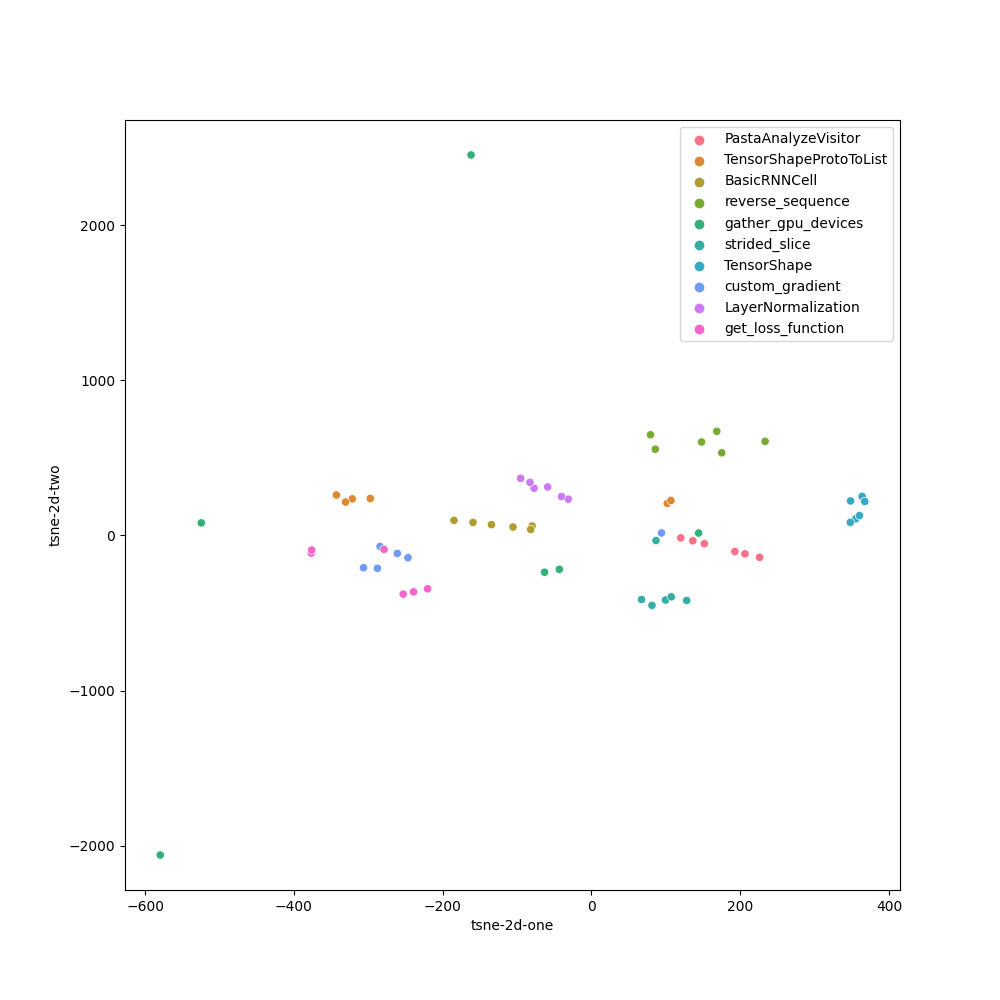 PastaAnalyzeVisitor
TensorShapeProtoToList
BasicRNNCell
reverse_sequence
gather_gpu_devices
strided_slice
TensorShape
custom_gradient
LayerNormalization
get_loss_function
2000
1000
0
−1000
−2000
tsne-2d-two
−600
−400
−200
0
200
400
tsne-2d-one